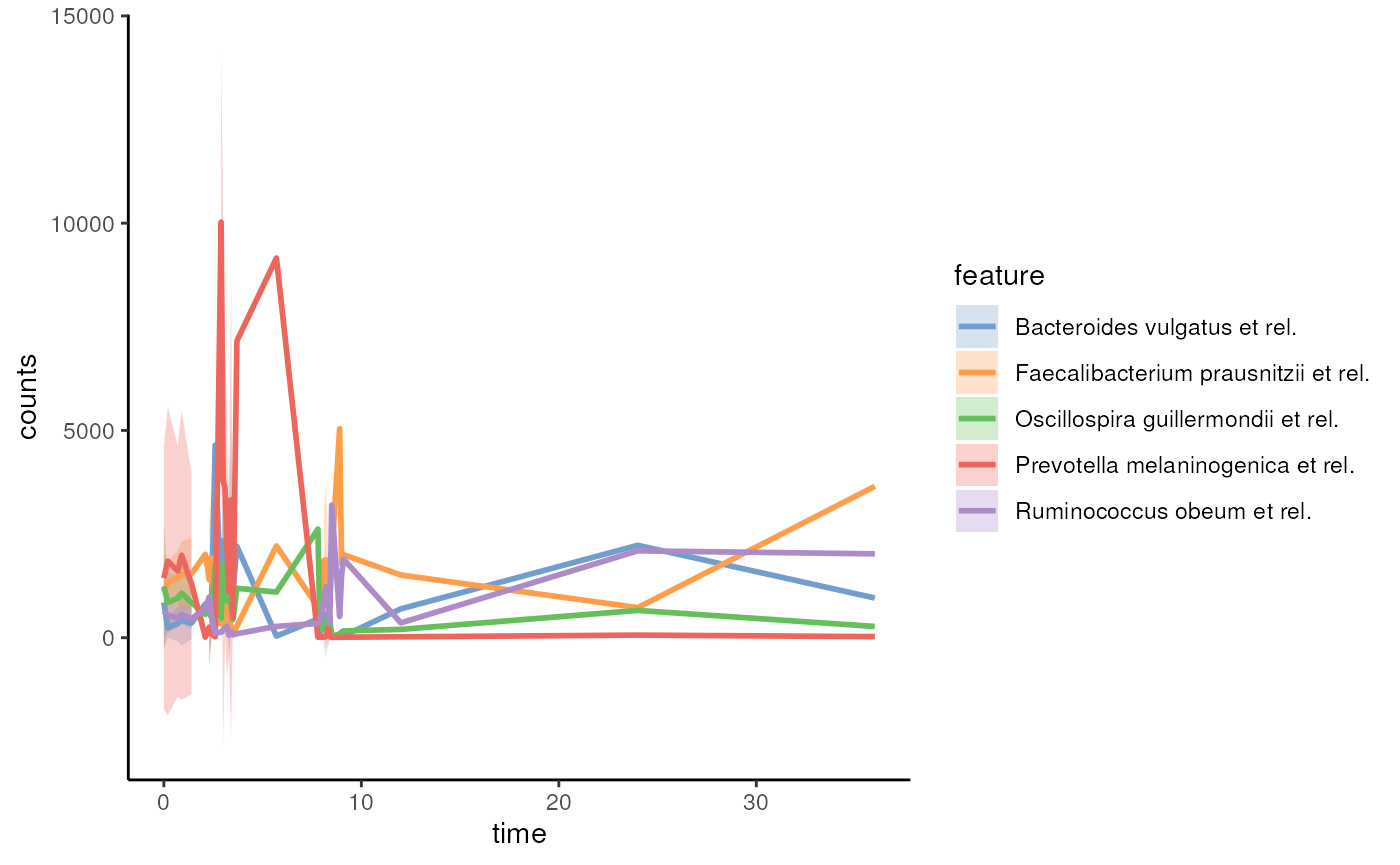 15000
10000
5000
0
counts
0 10 20 30
time
feature
Bacteroides vulgatus et rel.
Faecalibacterium prausnitzii et rel.
Oscillospira guillermondii et rel.
Prevotella melaninogenica et rel.
Ruminococcus obeum et rel.